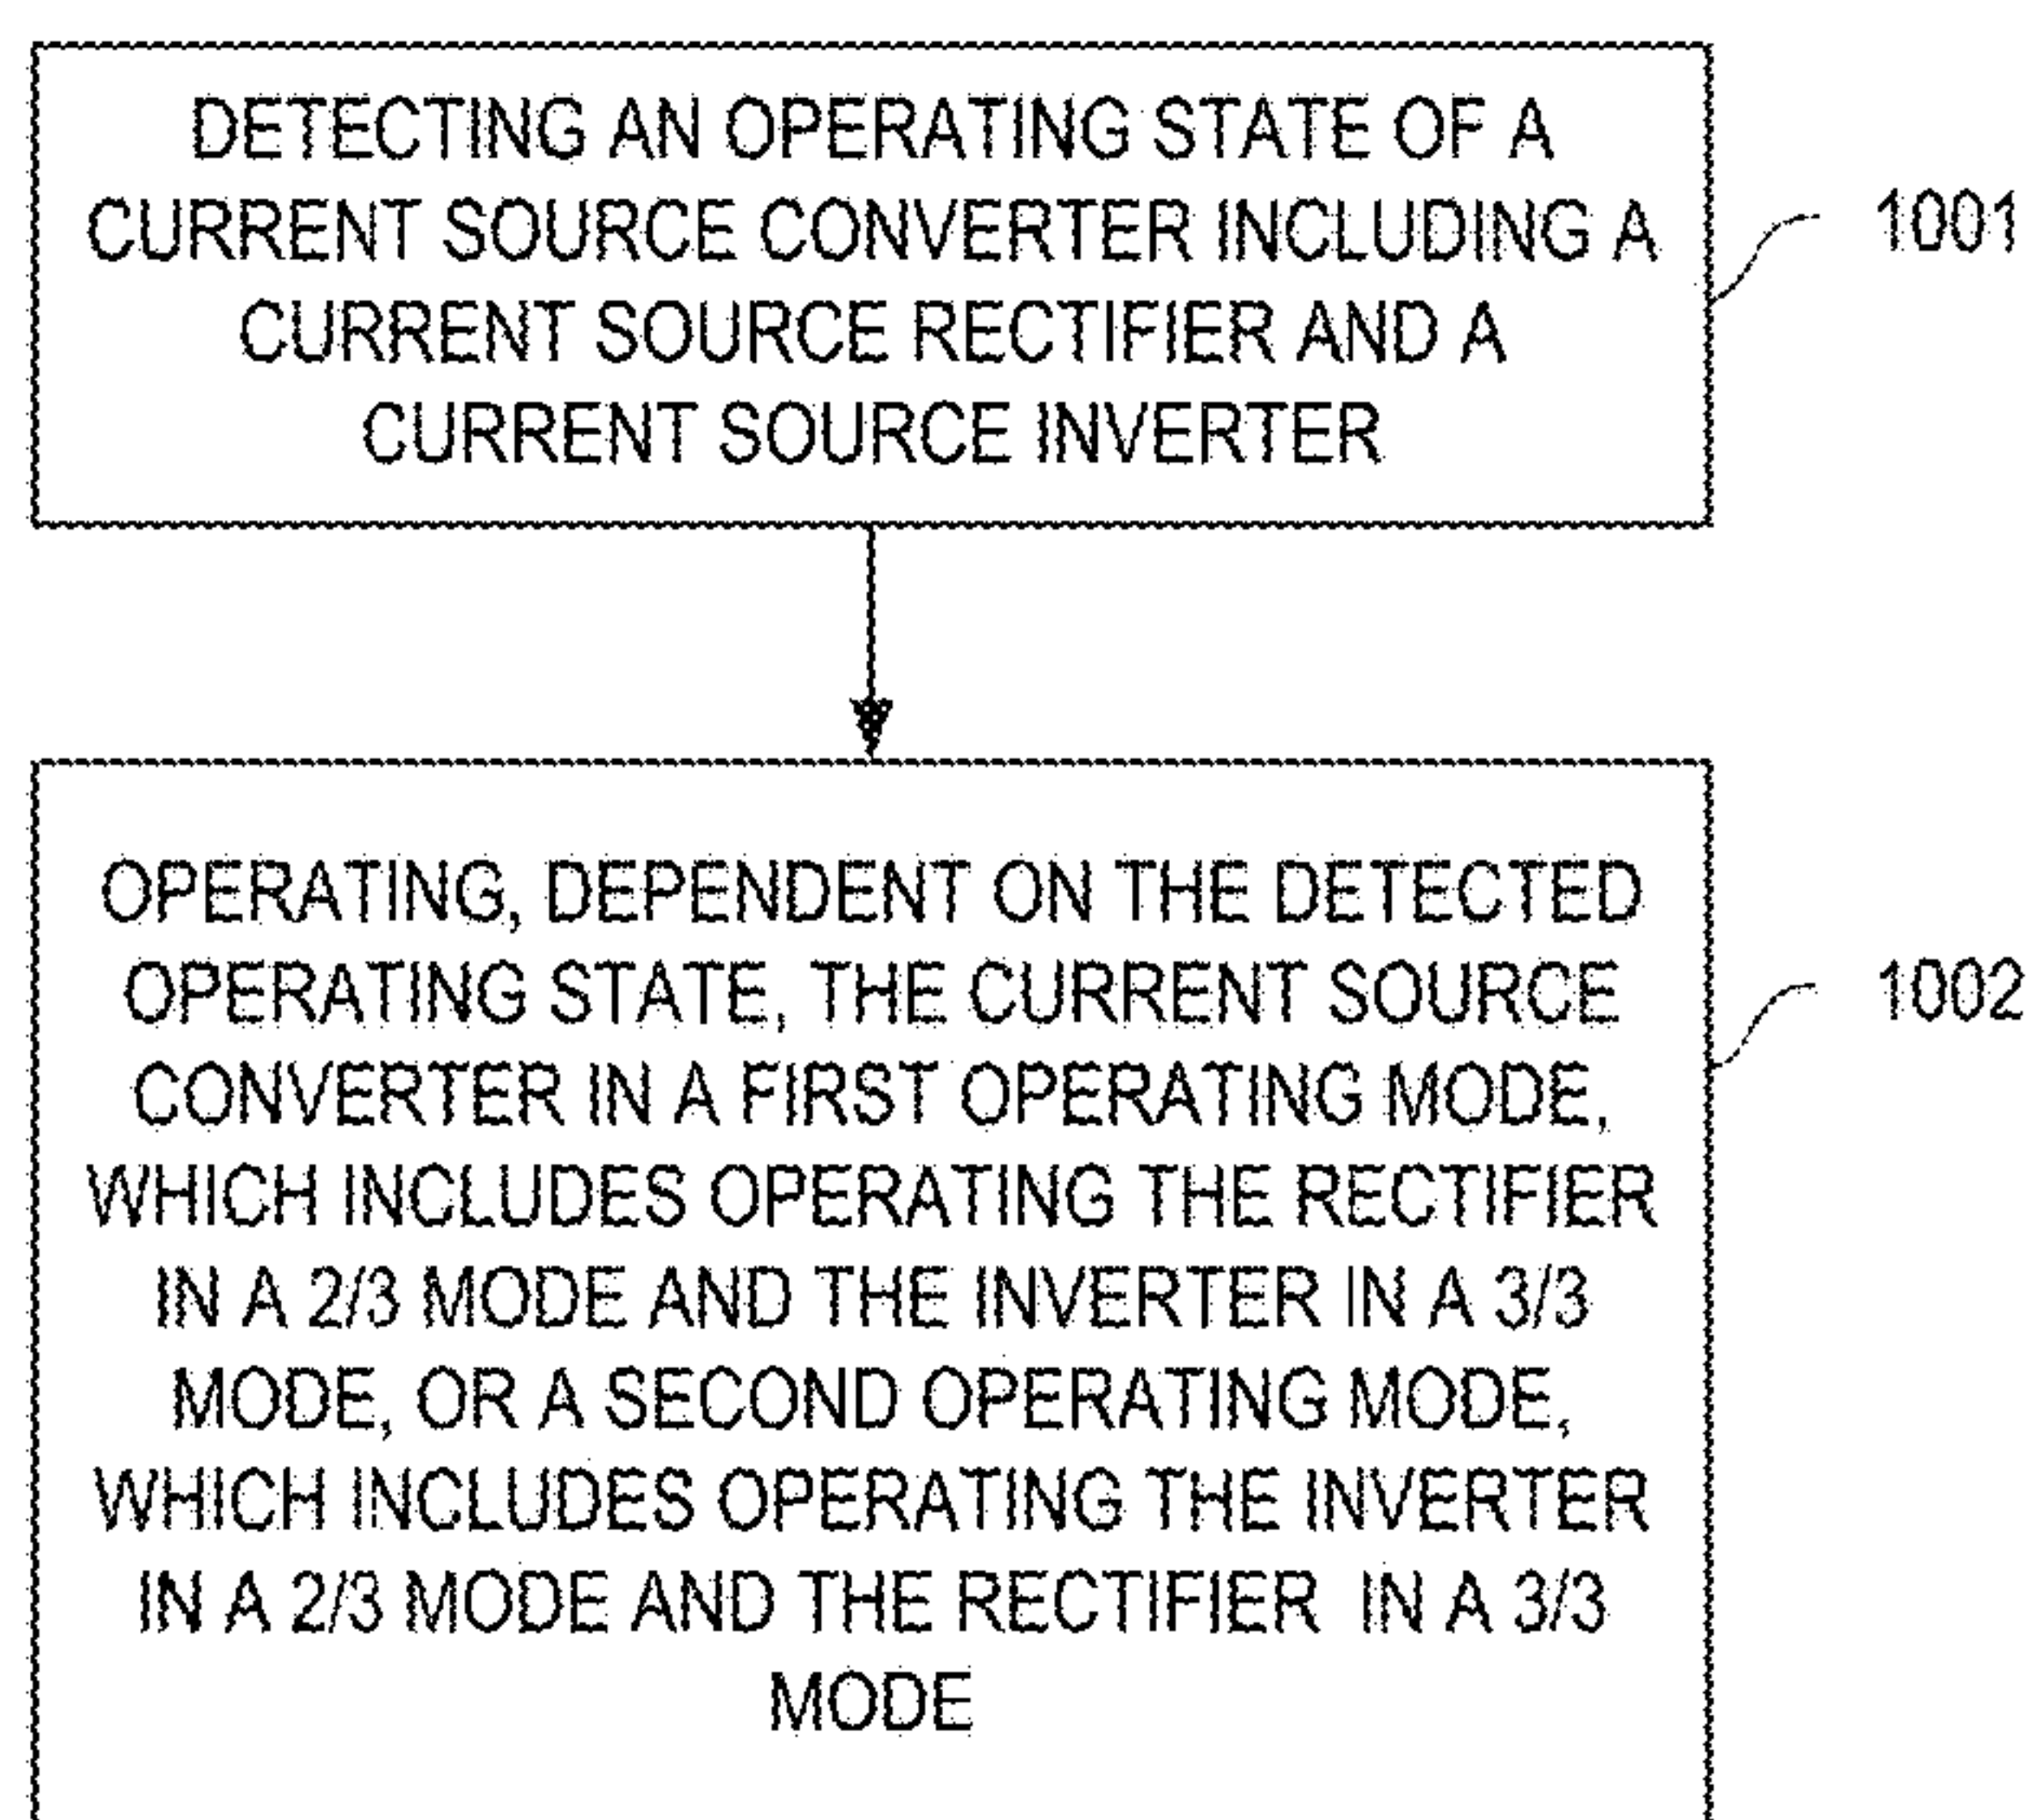 DETECTING AN OPERATING STATE OF A
CURRENT SOURCE CONVERTER INCLUDING A
CURRENT SOURCE RECTIFIER AND A
CURRENT SOURCE INVERTER
1001
OPERATING, DEPENDENT ON THE DETECTED
OPERATING STATE, THE CURRENT SOURCE
CONVERTER IN A FIRST OPERATING MODE,
WHICH INCLUDES OPERATING THE RECTIFIER
IN A 2/3 MODE AND THE INVERTER IN A 3/3
MODE, OR A SECOND OPERATING MODE,
WHICH INCLUDES OPERATING THE INVERTER
IN A 2/3 MODE AND THE RECTIFIER IN A 3/3
MODE
1002